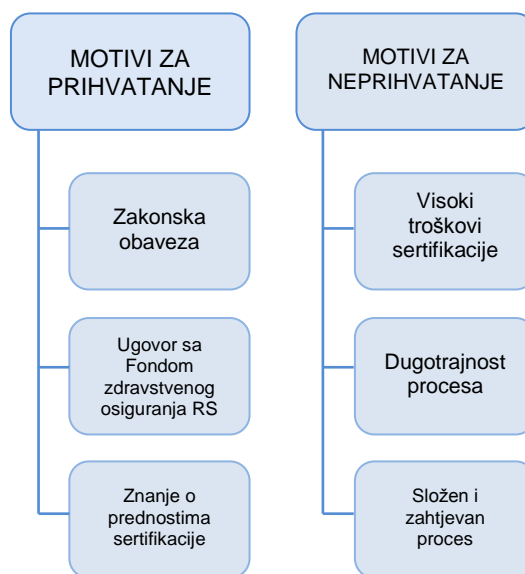 MOTIVI ZA
PRIHVATANJE
Zakonska
obaveza
Ugovor sa
Fondom
zdravstvenog
osiguranja RS
Znanje o
prednostima
sertifikacije
MOTIVI ZA
NEPRIHVATANJE
Visoki
troškovi
sertifikacije
Dugotrajnost
procesa
Složen i
zahtjevan
proces